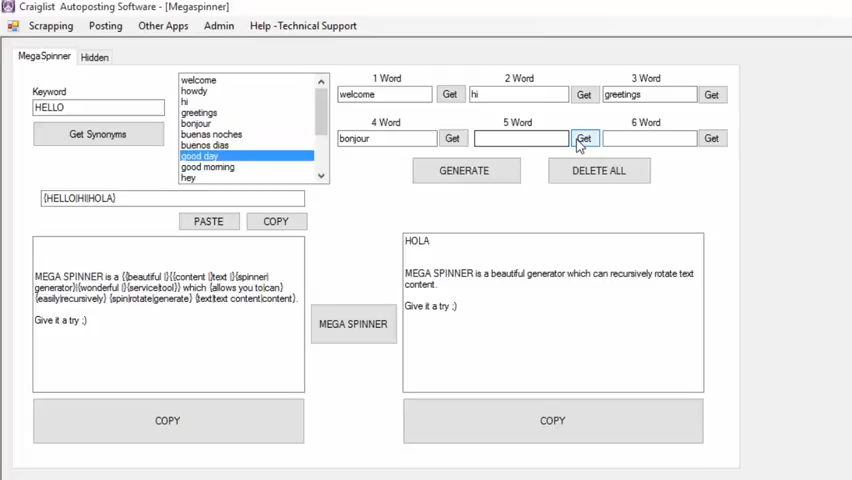 Craiglist Autoposting Software - [Megaspinner]
Scrapping Posting Other Apps Admin Help -Technical Support
MegaSpinner Hidden
Keyword
HELLO
Get Synonyms
welcome
howdy
hi
greetings
bonjour
buenas noches
buenos dias
good day
good morning
hey
1 Word 2 Word 3 Word
welcome Get hi Get greetings Get
4 Word 5 Word 6 Word
bonjour Get Get Get
GENERATE DELETE ALL
{HELLO|HI|HOLA}
PASTE COPY
MEGA SPINNER is a {{beautiful |}{{content |}text |}{spinner|
generator}|{wonderful |}{service|tool}} which {allows you to|can}
{easily|recursively} {spin|rotate|generate} {text|text content|content}.
Give it a try ;)
MEGA SPINNER
HOLA
MEGA SPINNER is a beautiful generator which can recursively rotate text
content.
Give it a try ;)
COPY COPY